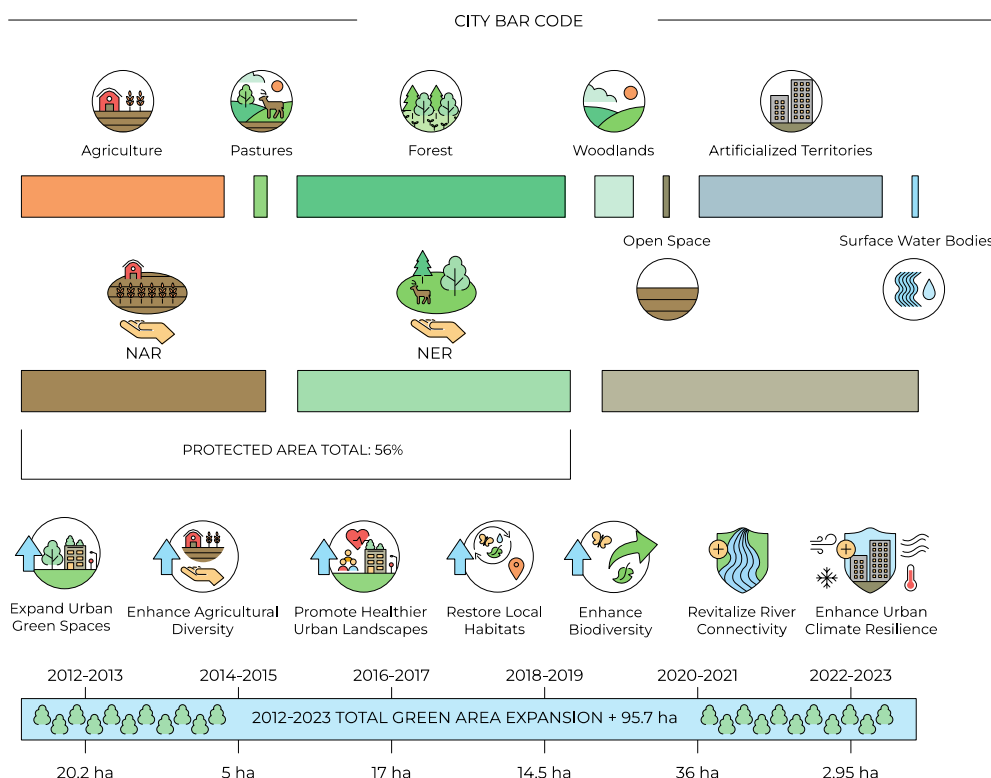 CITY BAR CODE
Agriculture
Pastures
Forest
Woodlands
Artificialized Territories
Open Space
Surface Water Bodies
NAR
NER
PROTECTED AREA TOTAL: 56%
Expand Urban
Green Spaces
Enhance Agricultural
Diversity
Promote Healthier
Urban Landscapes
Restore Local
Habitats
Enhance
Biodiversity
Revitalize River
Connectivity
Enhance Urban
Climate Resilience
2012-2013
2014-2015
2016-2017
2018-2019
2020-2021
2022-2023
2012-2023 TOTAL GREEN AREA EXPANSION + 95.7 ha
20.2 ha
5 ha
17 ha
14.5 ha
36 ha
2.95 ha